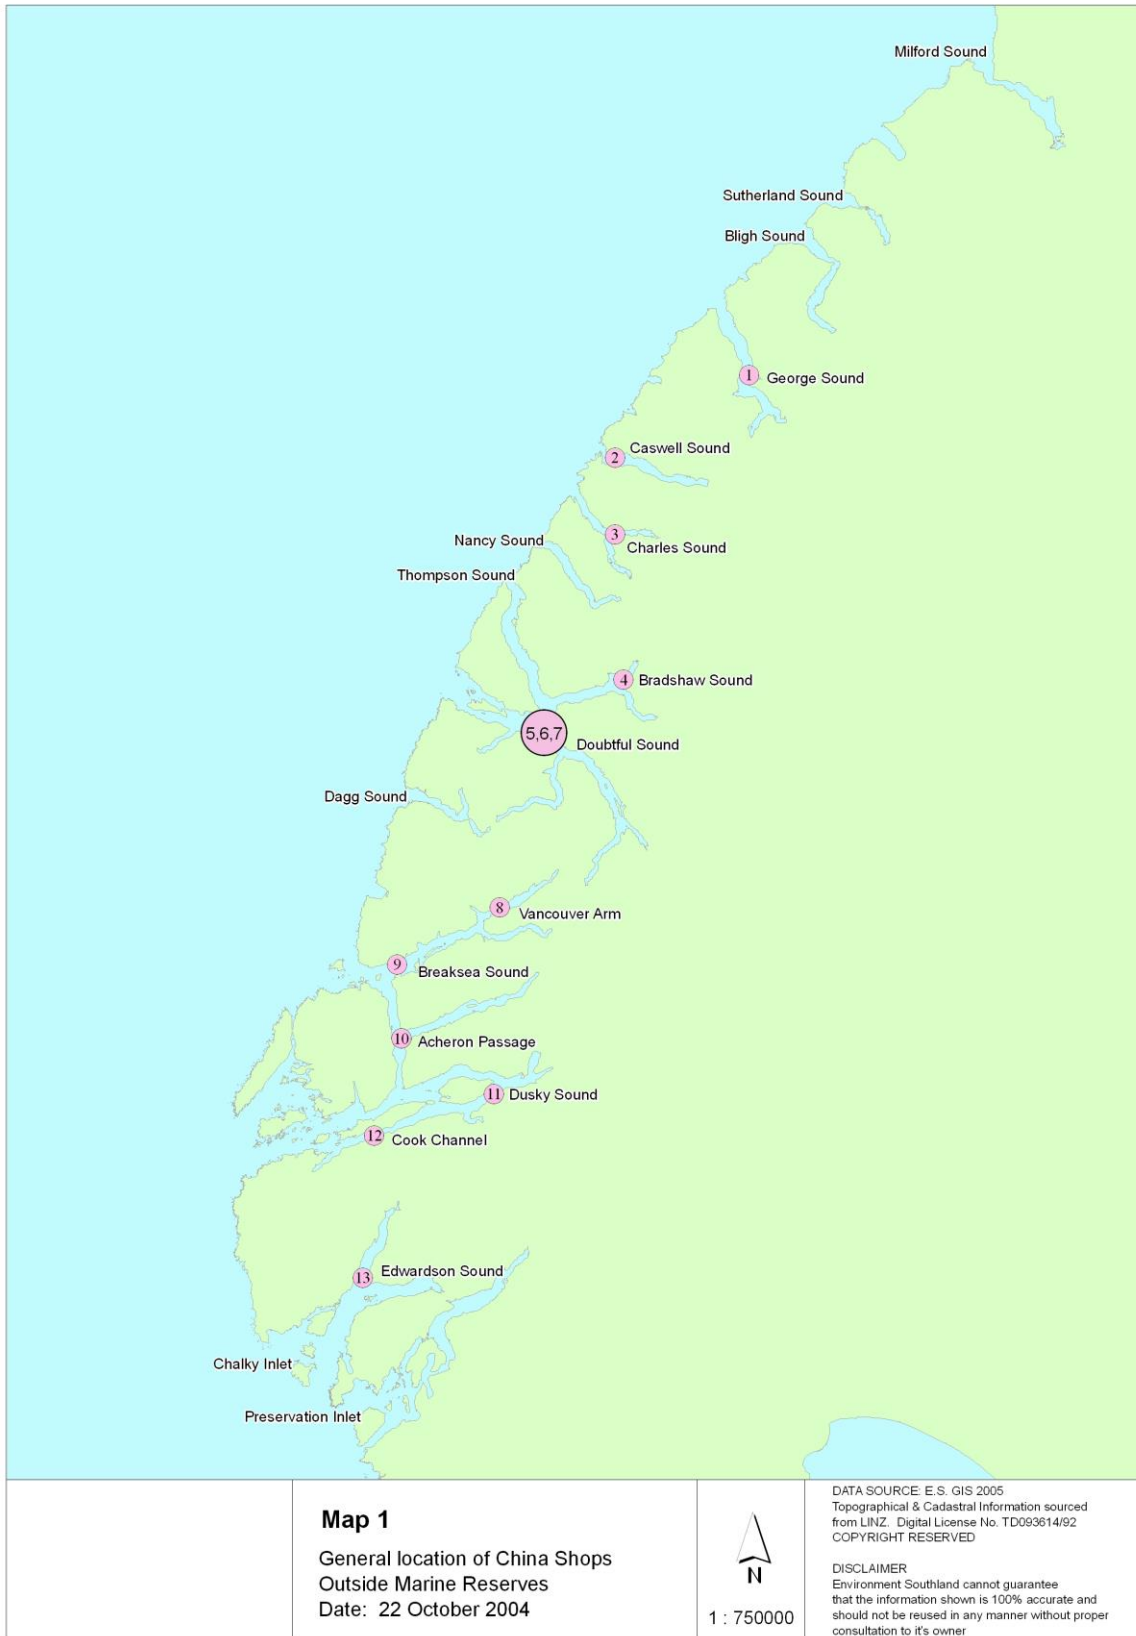 Milford Sound
Sutherland Sound
Bligh Sound
1
George Sound
Caswell Sound
2
3
Nancy Sound
Charles Sound
Thompson Sound
4
Bradshaw Sound
5,6,7
Doubtful Sound
Dagg Sound
8
Vancouver Arm
9
Breaksea Sound
10
Acheron Passage
11
Dusky Sound
12
Cook Channel
13
Edwardson Sound
Chalky Inlet
Preservation Inlet
Map 1
General location of China Shops
Outside Marine Reserves
Date: 22 October 2004
N
1 : 750000
DATA SOURCE: E.S. GIS 2005
Topographical & Cadastral Information sourced
from LINZ. Digital License No. TD093614/92
COPYRIGHT RESERVED
DISCLAIMER
Environment Southland cannot guarantee
that the information shown is 100% accurate and
should not be reused in any manner without proper
consultation to it's owner